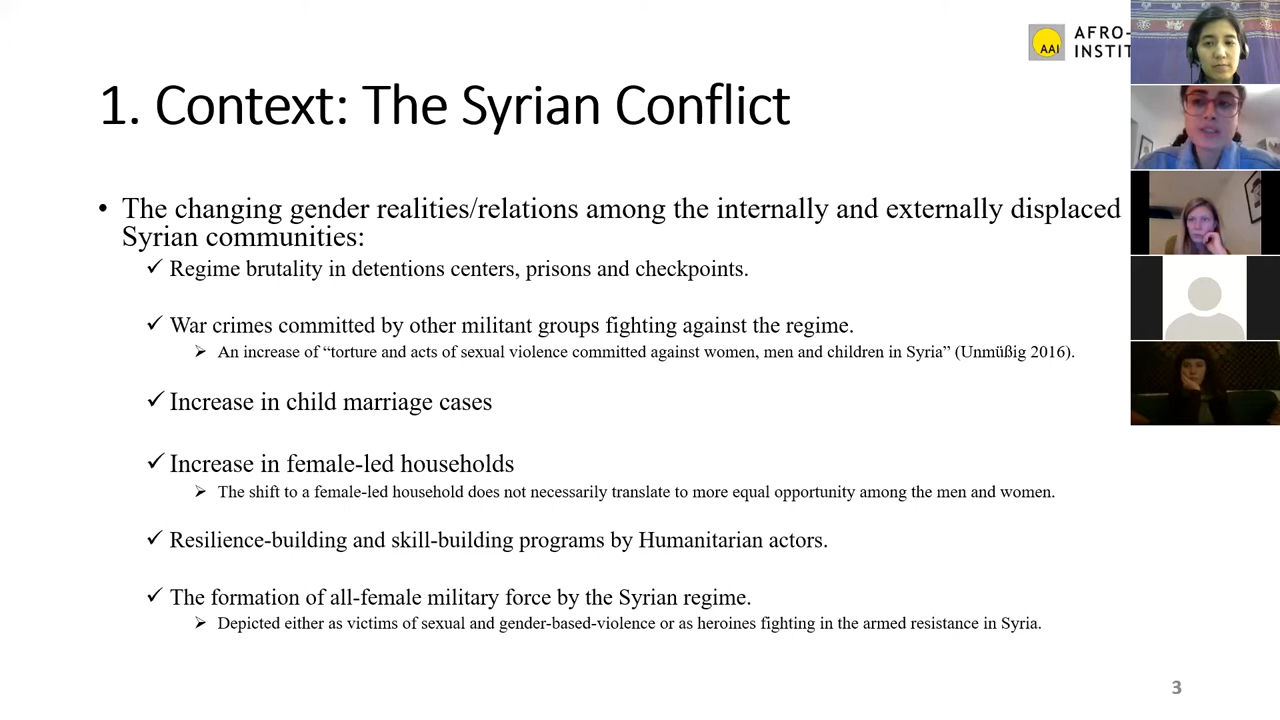 AFRO-
INSTIT
AAI
1. Context: The Syrian Conflict
• The changing gender realities/relations among the internally and externally displaced
Syrian communities:
✓ Regime brutality in detentions centers, prisons and checkpoints.
✓ War crimes committed by other militant groups fighting against the regime.
➢ An increase of “torture and acts of sexual violence committed against women, men and children in Syria” (Unmüßig 2016).
✓ Increase in child marriage cases
✓ Increase in female-led households
➢ The shift to a female-led household does not necessarily translate to more equal opportunity among the men and women.
✓ Resilience-building and skill-building programs by Humanitarian actors.
✓ The formation of all-female military force by the Syrian regime.
➢ Depicted either as victims of sexual and gender-based-violence or as heroines fighting in the armed resistance in Syria.
3